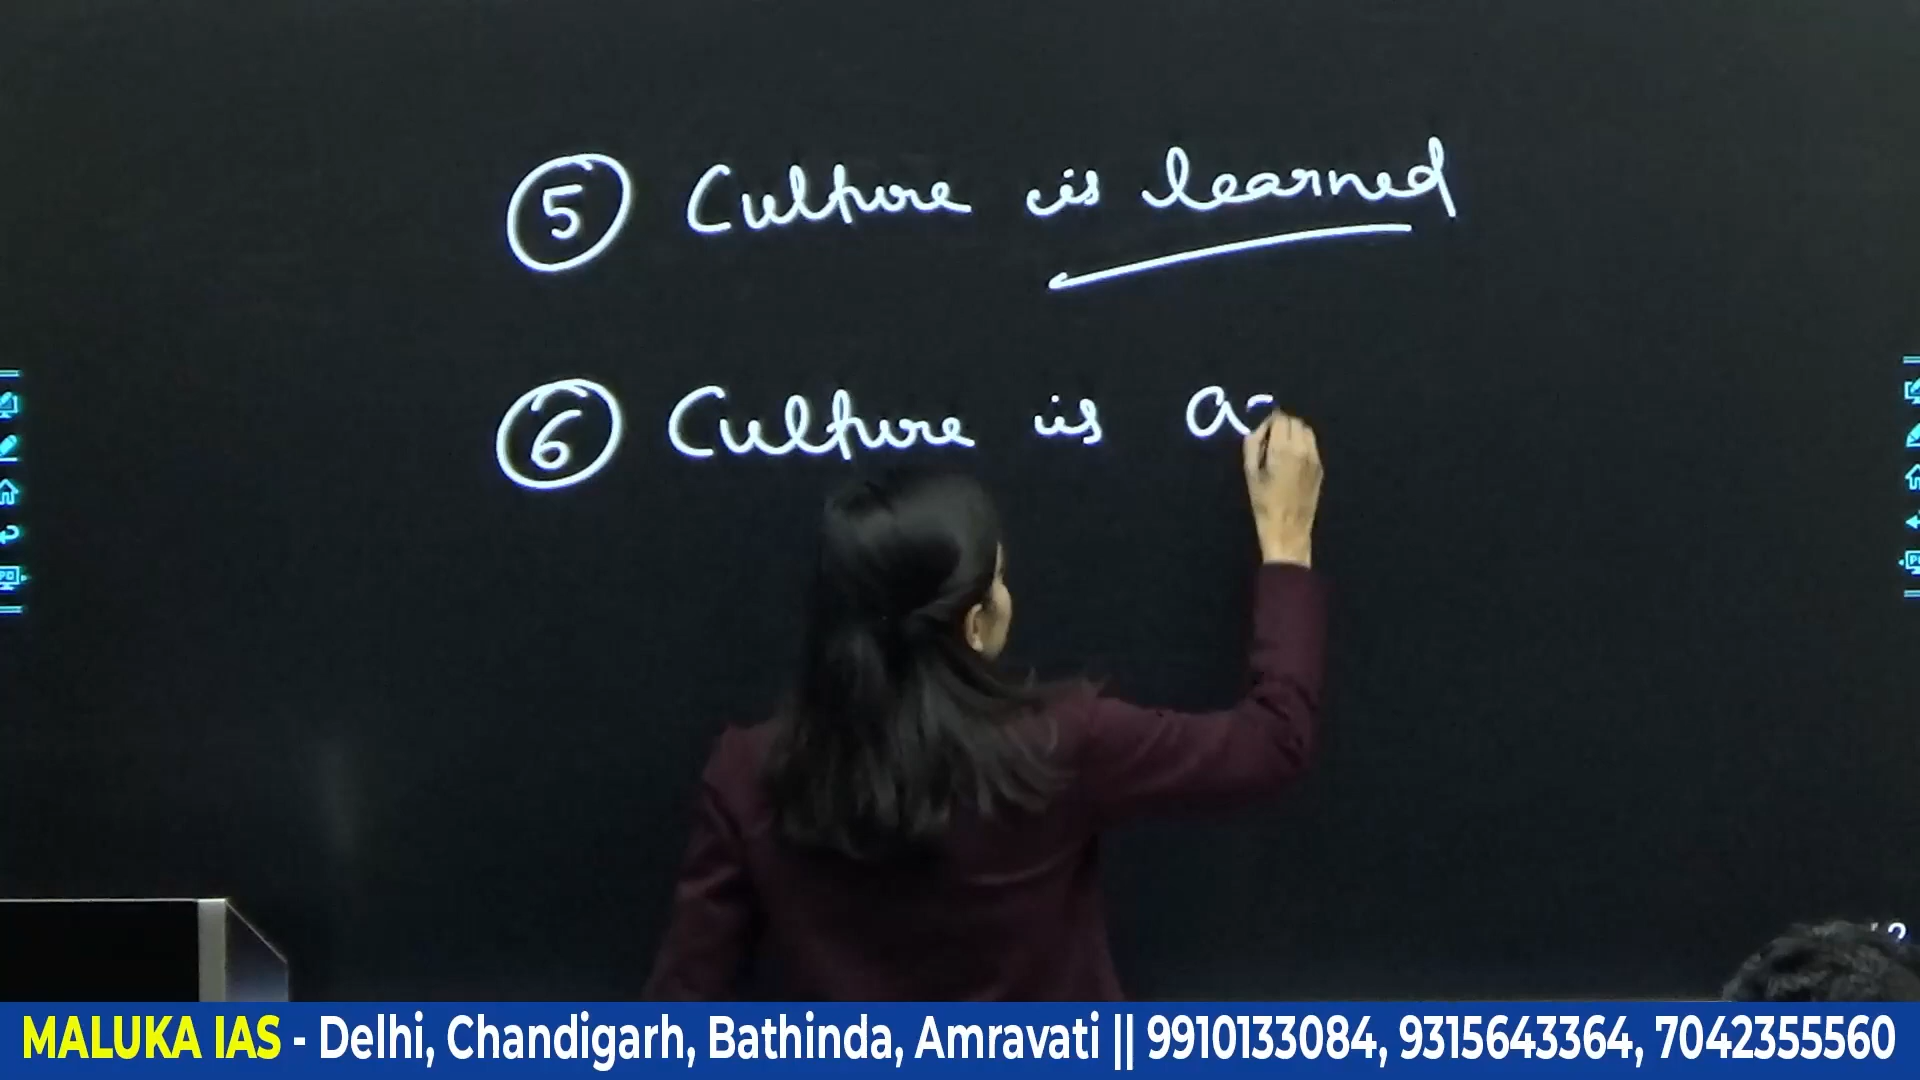 5 Culture is learned
6 Culture is
MALUKA IAS - Delhi, Chandigarh, Bathinda, Amravati || 9910133084, 9315643364, 7042355560